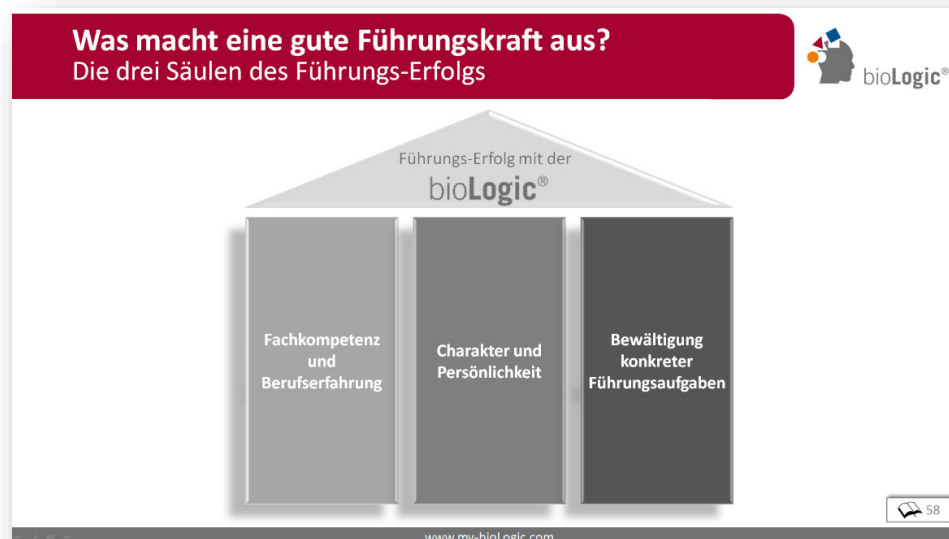 Was macht eine gute Führungskraft aus?
Die drei Säulen des Führungs-Erfolgs
bioLogic®
Führungs-Erfolg mit der
bioLogic®
Fachkompetenz
und
Berufserfahrung
Charakter und
Persönlichkeit
Bewältigung
konkreter
Führungsaufgaben
58
www.my-bioLogic.com